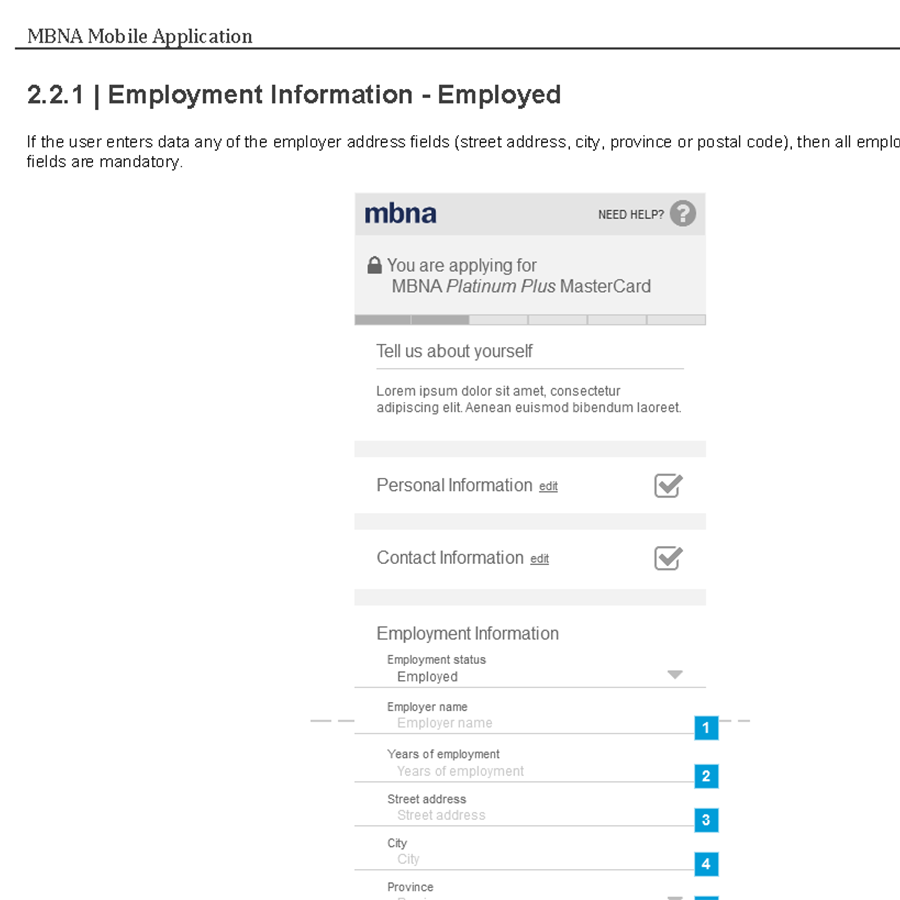 MBNA Mobile Application
2.2.1 | Employment Information - Employed
If the user enters data any of the employer address fields (street address, city, province or postal code), then all emplo
fields are mandatory.
mbna
NEED HELP? ?
You are applying for
MBNA Platinum Plus MasterCard
Tell us about yourself
Lorem ipsum dolor sit amet, consectetur
adipiscing elit. Aenean euismod bibendum laoreet.
Personal Information edit
Contact Information edit
Employment Information
Employment status
Employed
Employer name
Employer name
1
Years of employment
Years of employment
2
Street address
Street address
3
City
City
4
Province